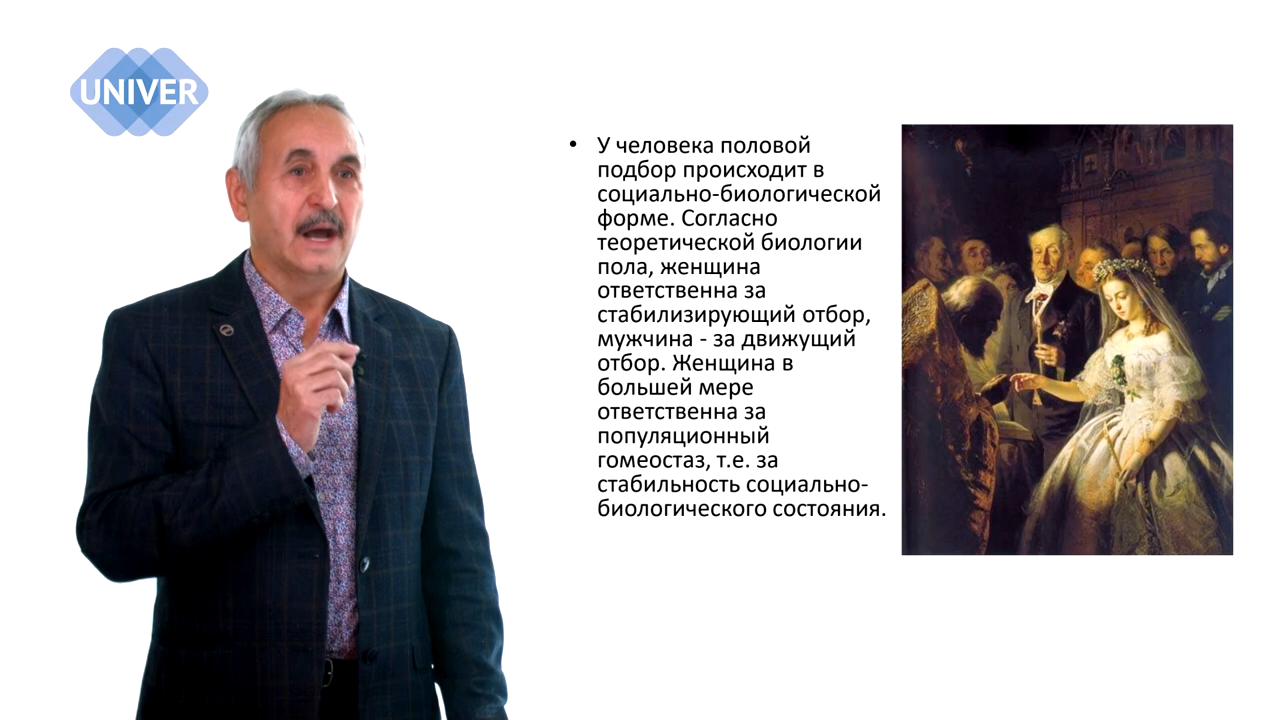 UNIVER
• У человека половой
подбор происходит в
социально-биологической
форме. Согласно
теоретической биологии
пола, женщина
ответственна за
стабилизирующий отбор,
мужчина - за движущий
отбор. Женщина в
большей мере
ответственна за
популяционный
гомеостаз, т.е. за
стабильность социально-
биологического состояния.